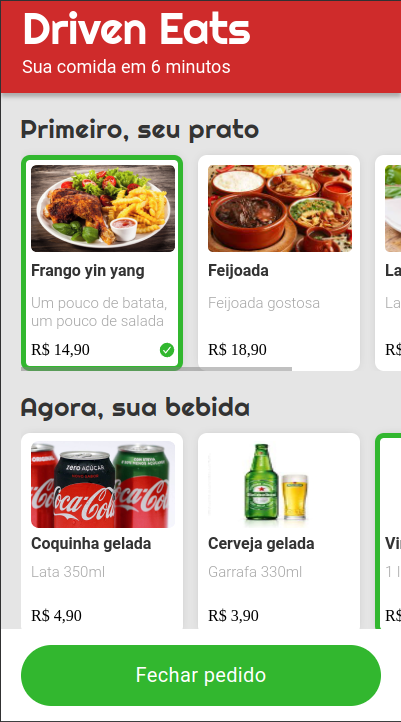 Driven Eats
Sua comida em 6 minutos
Primeiro, seu prato
Frango yin yang
Um pouco de batata,
um pouco de salada
R$ 14,90
Feijoada
Feijoada gostosa
R$ 18,90
La
La
R$
Agora, sua bebida
zero AÇÚCAR
Coca-Cola
Coquinha gelada
Lata 350ml
R$ 4,90
Cerveja gelada
Garrafa 330ml
R$ 3,90
Vi
1 l
R$
Fechar pedido